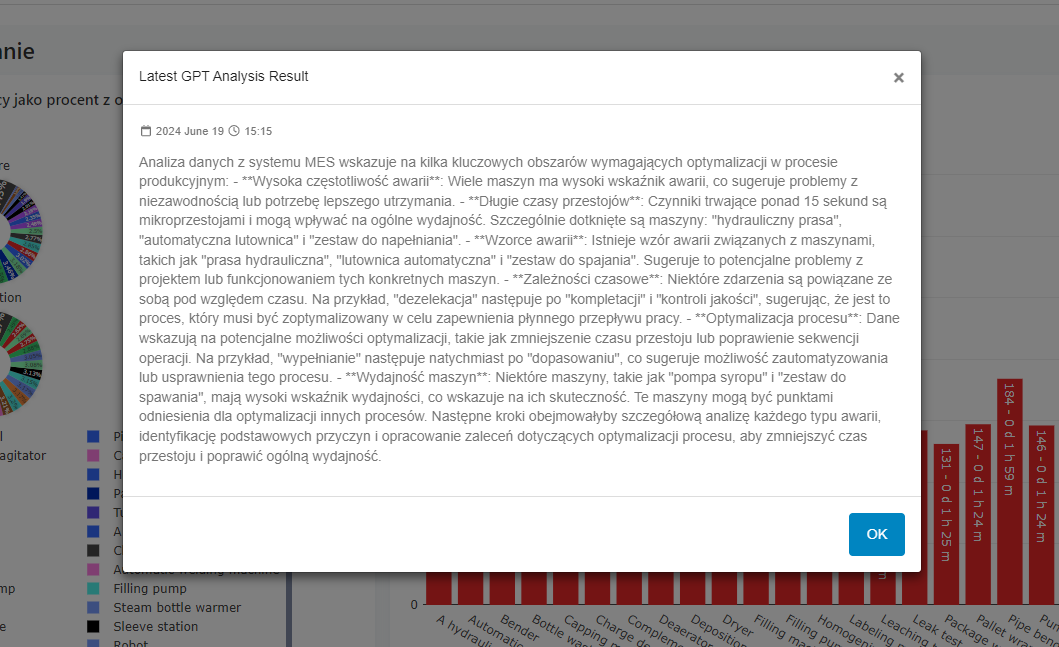 nie
Latest GPT Analysis Result
×
cy jako procent z o
2024 June 19 15:15
Analiza danych z systemu MES wskazuje na kilka kluczowych obszarów wymagających optymalizacji w procesie
produkcyjnym: - **Wysoka częstotliwość awarii**: Wiele maszyn ma wysoki wskaźnik awarii, co sugeruje problemy z
niezawodnością lub potrzebę lepszego utrzymania. - **Długie czasy przestojów**: Czynniki trwające ponad 15 sekund są
mikroprzestojami i mogą wpływać na ogólne wydajność. Szczególnie dotknięte są maszyny: "hydrauliczny prasa",
"automatyczna lutownica" i "zestaw do napełniania". - **Wzorce awarii**: Istnieje wzór awarii związanych z maszynami,
takich jak "prasa hydrauliczna", "lutownica automatyczna" i "zestaw do spajania". Sugeruje to potencjalne problemy z
projektem lub funkcjonowaniem tych konkretnych maszyn. - **Zależności czasowe**: Niektóre zdarzenia są powiązane ze
sobą pod względem czasu. Na przykład, "dezelekacja" następuje po "kompletacji" i "kontroli jakości", sugerując, że jest to
proces, który musi być zoptymalizowany w celu zapewnienia płynnego przepływu pracy. - **Optymalizacja procesu**: Dane
wskazują na potencjalne możliwości optymalizacji, takie jak zmniejszenie czasu przestoju lub poprawienie sekwencji
operacji. Na przykład, "wypełnianie" następuje natychmiast po "dopasowaniu", co sugeruje możliwość zautomatyzowania
lub usprawnienia tego procesu. - **Wydajność maszyn**: Niektóre maszyny, takie jak "pompa syropu" i "zestaw do
spawania", mają wysoki wskaźnik wydajności, co wskazuje na ich skuteczność. Te maszyny mogą być punktami
odniesienia dla optymalizacji innych procesów. Następne kroki obejmowałyby szczegółową analizę każdego typu awarii,
identyfikację podstawowych przyczyn i opracowanie zaleceń dotyczących optymalizacji procesu, aby zmniejszyć czas
przestoju i poprawić ogólną wydajność.
OK
re
tion
agitator
mp
Filling pump
Steam bottle warmer
Sleeve station
Robot
131 - 0 d 1 h 25 m
147 - 0 d 1 h 24 m
184 - 0 d 1 h 59 m
146 - 0 d 1 h 24 m
0
A hydrauli
Automatic
Bender
Bottle wa
Capping m
Charge d
Compleme
Deaerator
Deposition
Dryer
Filling mac
Filling pum
Homogeni
Labeling m
Leaching t
Leak test
Package w
Pallet wra
Pipe bend
Pun